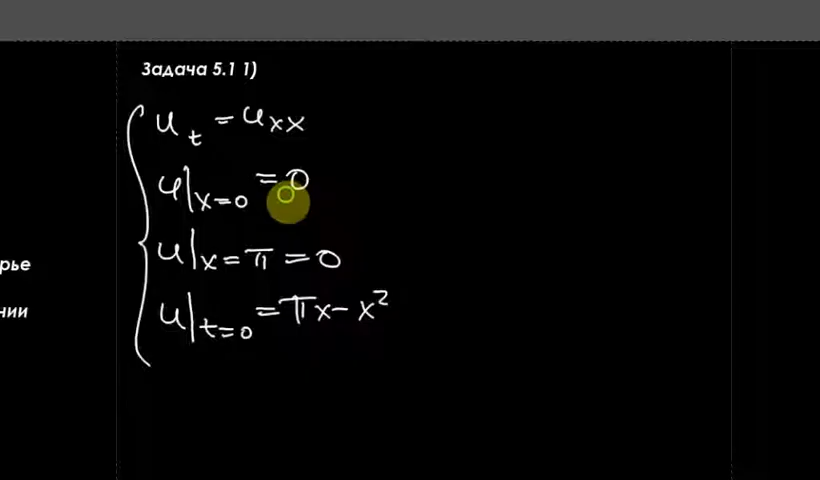 Задача 5.1 1)
u_t = u_xx
u|x=0 = 0
u|x=π = 0
u|t=0 = πx - x²
рье
нии